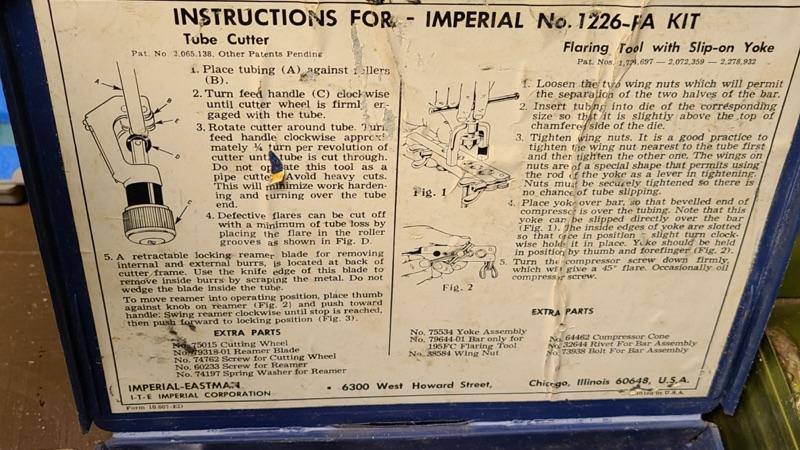 INSTRUCTIONS FOR - IMPERIAL No. 1226-FA KIT
Tube Cutter
Pat. No. 2,065,138, Other Patents Pending
1. Place tubing (A) against rollers
(B).
2. Turn feed handle (C) clockwise
until cutter wheel is firmly en-
gaged with the tube.
3. Rotate cutter around tube. Turn
feed handle clockwise approxi-
mately ¼ turn per revolution of
cutter until tube is cut through.
Do not operate this tool as a
pipe cutter. Avoid heavy cuts.
This will minimize work harden-
ing and turning over the tube
end.
4. Defective flares can be cut off
with a minimum of tube loss by
placing the flare in the roller
grooves as shown in Fig. D.
5. A retractable locking reamer blade for removing
internal and external burrs, is located at back of
cutter frame. Use the knife edge of this blade to
remove inside burrs by scraping the metal. Do not
wedge the blade inside the tube.
To move reamer into operating position, place thumb
against knob on reamer (Fig. 2) and push toward
handle. Swing reamer clockwise until stop is reached,
then push forward to locking position (Fig. 3).
EXTRA PARTS
No. 75015 Cutting Wheel
No. 79318-01 Reamer Blade
No. 74762 Screw for Cutting Wheel
No. 60233 Screw for Reamer
No. 74197 Spring Washer for Reamer
A
B
E
D
C
Flaring Tool with Slip-on Yoke
Pat. Nos. 697 — 2,072,359 — 2,278,932
1. Loosen the two wing nuts which will permit
the separation of the two halves of the bar.
2. Insert tubing into die of the corresponding
size so that it is slightly above the top of
chamfered side of the die.
3. Tighten wing nuts. It is a good practice to
tighten the wing nut nearest to the tube first
and then tighten the other one. The wings on
nuts are of a special shape that permits using
the rod of the yoke as a lever in tightening.
Nuts must be securely tightened so there is
no chance of tube slipping.
4. Place yoke over bar, so that bevelled end of
compressor is over the tubing. Note that this
yoke can be slipped directly over the bar
(Fig. 1). The inside edges of yoke are slotted
so that once in position - slight turn clock-
wise holds it in place. Yoke should be held
in position by thumb and forefinger (Fig. 2).
5. Turn the compressor screw down firmly,
which will give a 45° flare. Occasionally oil
compressor screw.
Fig. 1
Fig. 2
EXTRA PARTS
No. 75534 Yoke Assembly
No. 79644-01 Bar only for
195FC Flaring Tool
No. 38584 Wing Nut
No. 64462 Compressor Cone
No. 32644 Rivet For Bar Assembly
No. 73938 Bolt For Bar Assembly
IMPERIAL-EASTMAN • 6300 West Howard Street, Chicago, Illinois 60648, U.S.A.
I-T-E IMPERIAL CORPORATION
Form
in U.S.A.